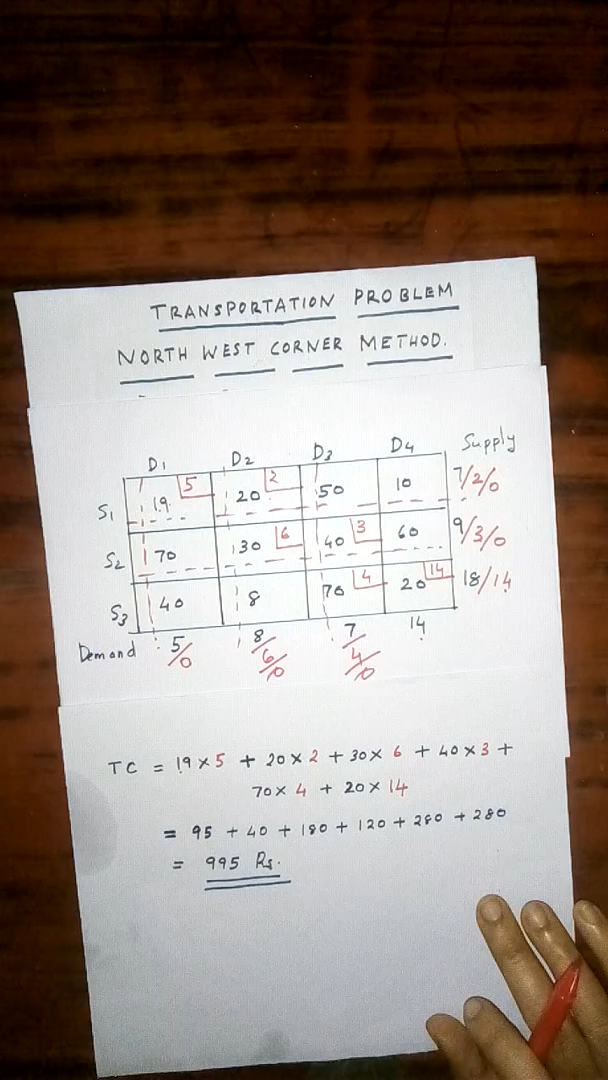 TRANSPORTATION PROBLEM
NORTH WEST CORNER METHOD.
D1 D2 D3 D4 Supply
S1 19 5 20 2 50 10 7/2/0
S2 70 30 6 40 3 60 9/3/0
S3 40 8 70 4 20 14 18/14
Demand 5/0 8/6/0 7/4/0 14
TC = 19 × 5 + 20 × 2 + 30 × 6 + 40 × 3 +
70 × 4 + 20 × 14
= 95 + 40 + 180 + 120 + 280 + 280
= 995 Rs.